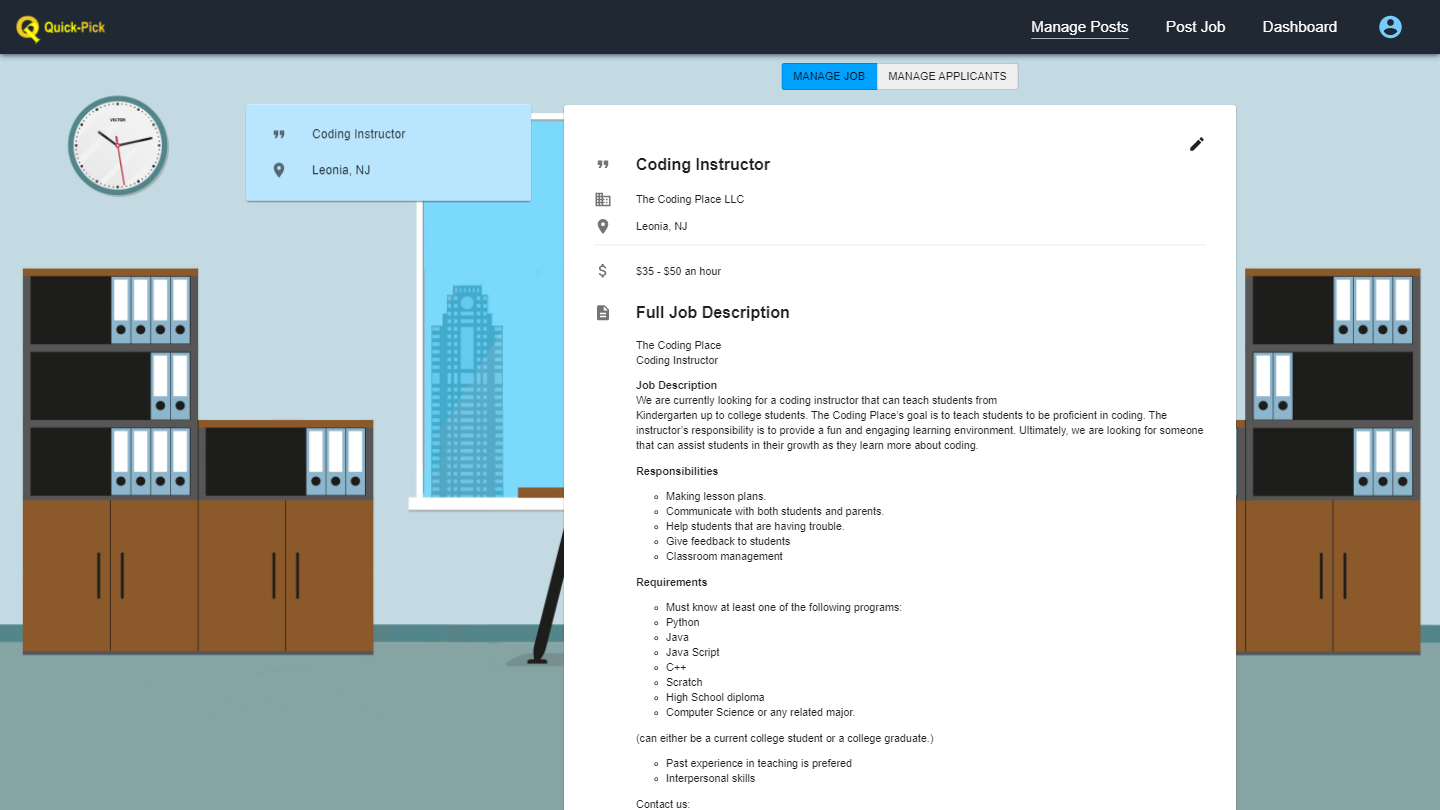 Quick-Pick
Manage Posts
Post Job
Dashboard
MANAGE JOB
MANAGE APPLICANTS
VECTOR
Coding Instructor
Leonia, NJ
Coding Instructor
The Coding Place LLC
Leonia, NJ
$35 - $50 an hour
Full Job Description
The Coding Place
Coding Instructor
Job Description
We are currently looking for a coding instructor that can teach students from
Kindergarten up to college students. The Coding Place's goal is to teach students to be proficient in coding. The
instructor's responsibility is to provide a fun and engaging learning environment. Ultimately, we are looking for someone
that can assist students in their growth as they learn more about coding.
Responsibilities
Making lesson plans.
Communicate with both students and parents.
Help students that are having trouble.
Give feedback to students
Classroom management
Requirements
Must know at least one of the following programs:
Python
Java
Java Script
C++
Scratch
High School diploma
Computer Science or any related major.
(can either be a current college student or a college graduate.)
Past experience in teaching is prefered
Interpersonal skills
Contact us: